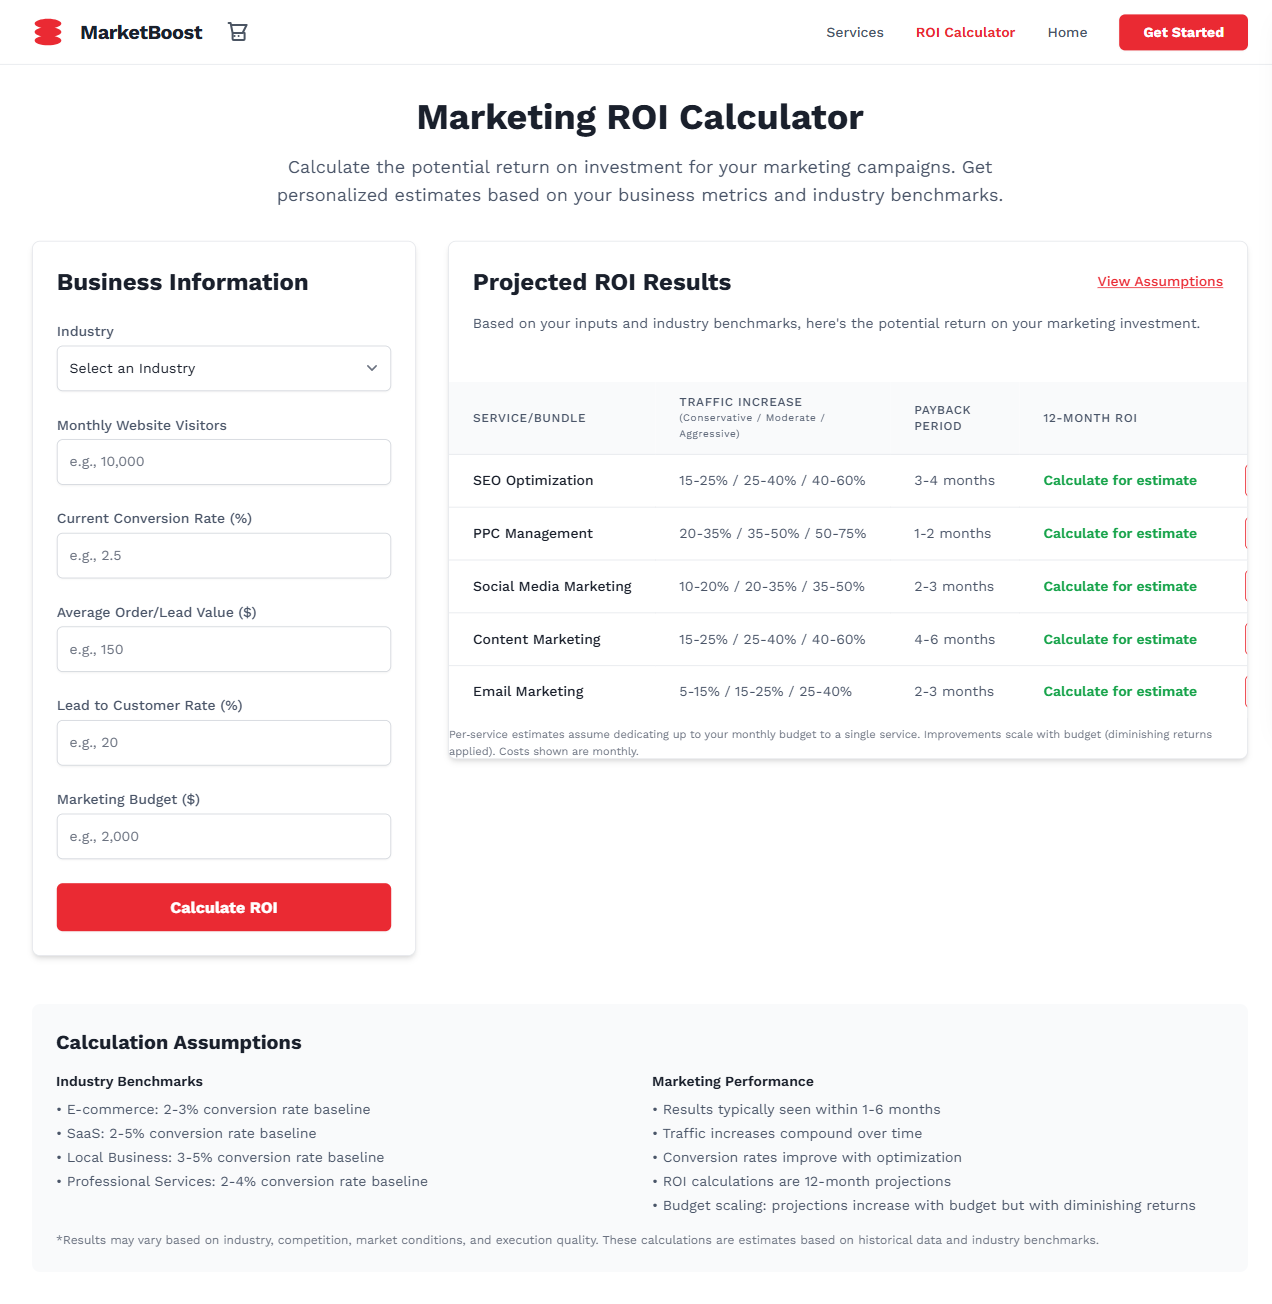 MarketBoost
Services
ROI Calculator
Home
Get Started
Marketing ROI Calculator
Calculate the potential return on investment for your marketing campaigns. Get
personalized estimates based on your business metrics and industry benchmarks.
Business Information
Industry
Select an Industry
Monthly Website Visitors
e.g., 10,000
Current Conversion Rate (%)
e.g., 2.5
Average Order/Lead Value ($)
e.g., 150
Lead to Customer Rate (%)
e.g., 20
Marketing Budget ($)
e.g., 2,000
Calculate ROI
Projected ROI Results
View Assumptions
Based on your inputs and industry benchmarks, here's the potential return on your marketing investment.
SERVICE/BUNDLE
TRAFFIC INCREASE
(Conservative / Moderate /
Aggressive)
PAYBACK
PERIOD
12-MONTH ROI
SEO Optimization 15-25% / 25-40% / 40-60% 3-4 months Calculate for estimate
PPC Management 20-35% / 35-50% / 50-75% 1-2 months Calculate for estimate
Social Media Marketing 10-20% / 20-35% / 35-50% 2-3 months Calculate for estimate
Content Marketing 15-25% / 25-40% / 40-60% 4-6 months Calculate for estimate
Email Marketing 5-15% / 15-25% / 25-40% 2-3 months Calculate for estimate
Per-service estimates assume dedicating up to your monthly budget to a single service. Improvements scale with budget (diminishing returns
applied). Costs shown are monthly.
Calculation Assumptions
Industry Benchmarks
• E-commerce: 2-3% conversion rate baseline
• SaaS: 2-5% conversion rate baseline
• Local Business: 3-5% conversion rate baseline
• Professional Services: 2-4% conversion rate baseline
Marketing Performance
• Results typically seen within 1-6 months
• Traffic increases compound over time
• Conversion rates improve with optimization
• ROI calculations are 12-month projections
• Budget scaling: projections increase with budget but with diminishing returns
*Results may vary based on industry, competition, market conditions, and execution quality. These calculations are estimates based on historical data and industry benchmarks.